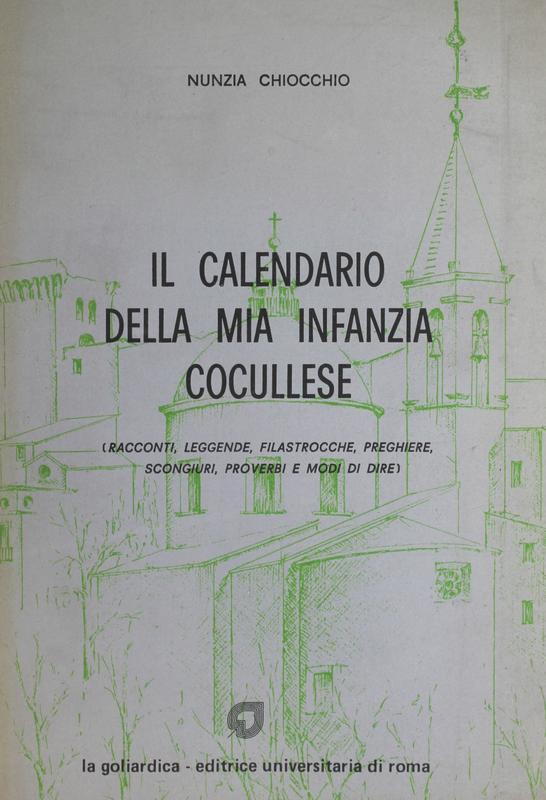 NUNZIA CHIOCCHIO
IL CALENDARIO
DELLA MIA INFANZIA
COCULLESE
(RACCONTI, LEGGENDE, FILASTROCCHE, PREGHIERE,
SCONGIURI, PROVERBI E MODI DI DIRE)
la goliardica - editrice universitaria di roma